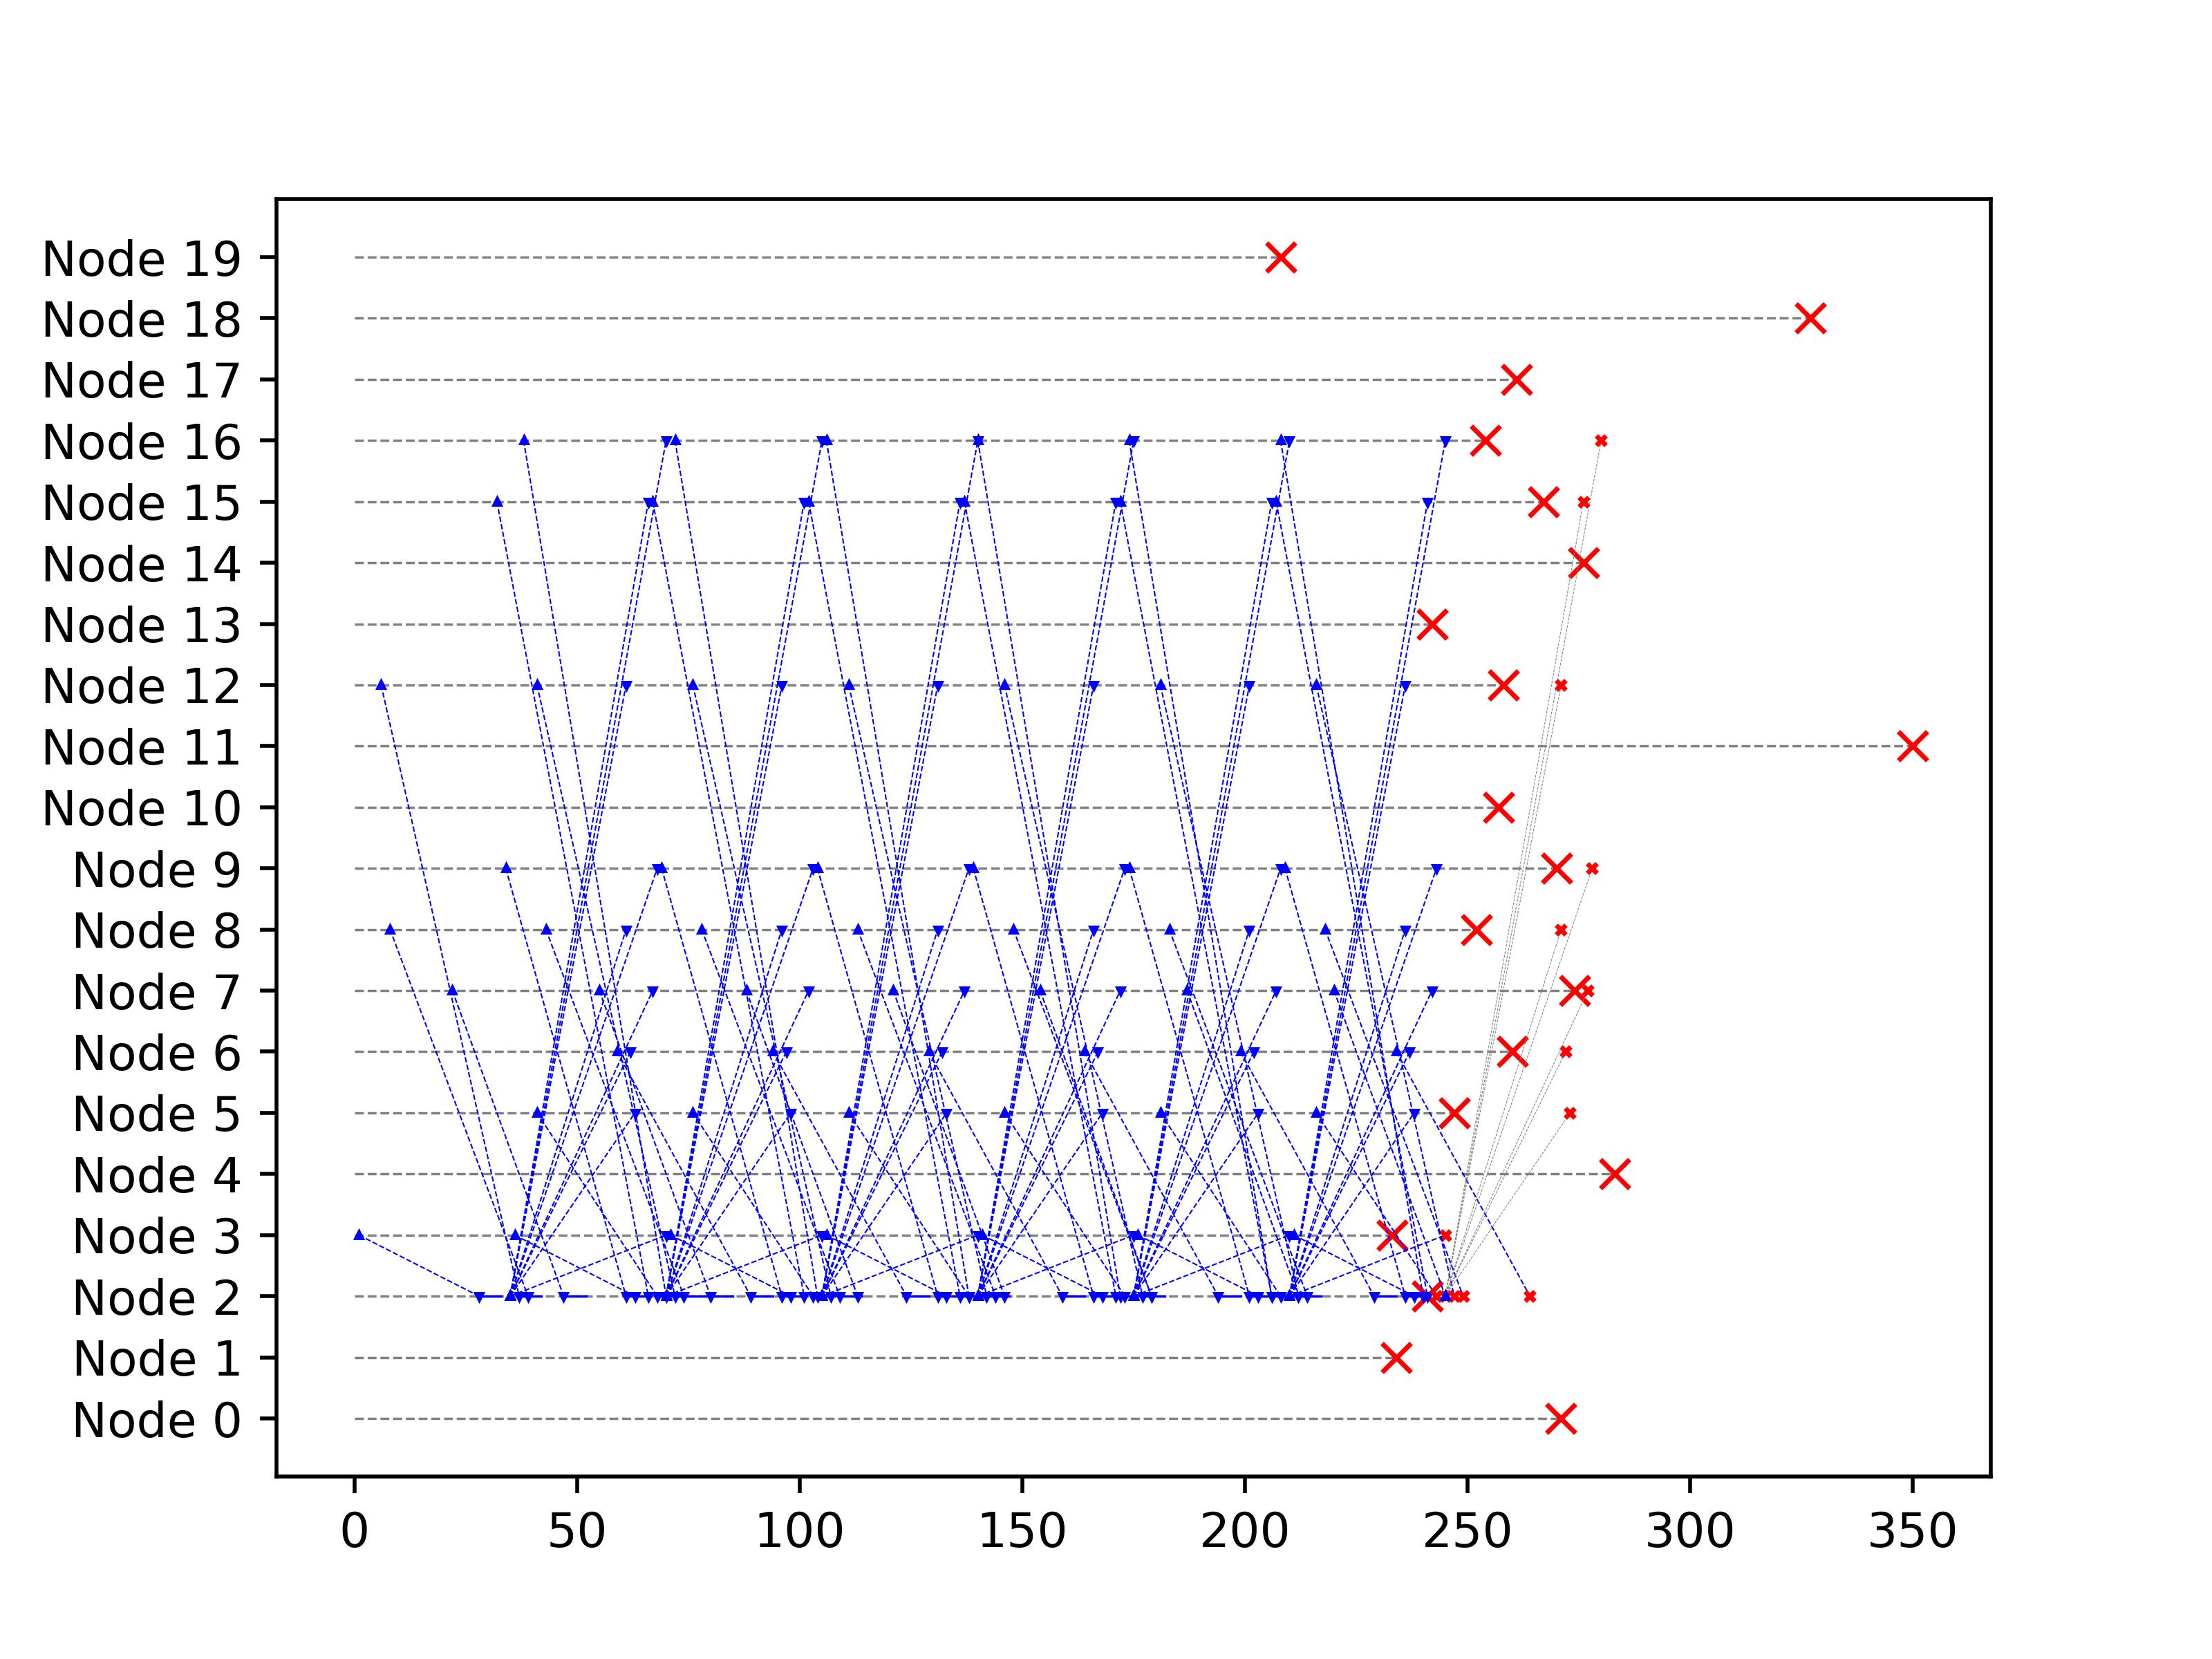 Node 19
Node 18
Node 17
Node 16
Node 15
Node 14
Node 13
Node 12
Node 11
Node 10
Node 9
Node 8
Node 7
Node 6
Node 5
Node 4
Node 3
Node 2
Node 1
Node 0
0 50 100 150 200 250 300 350